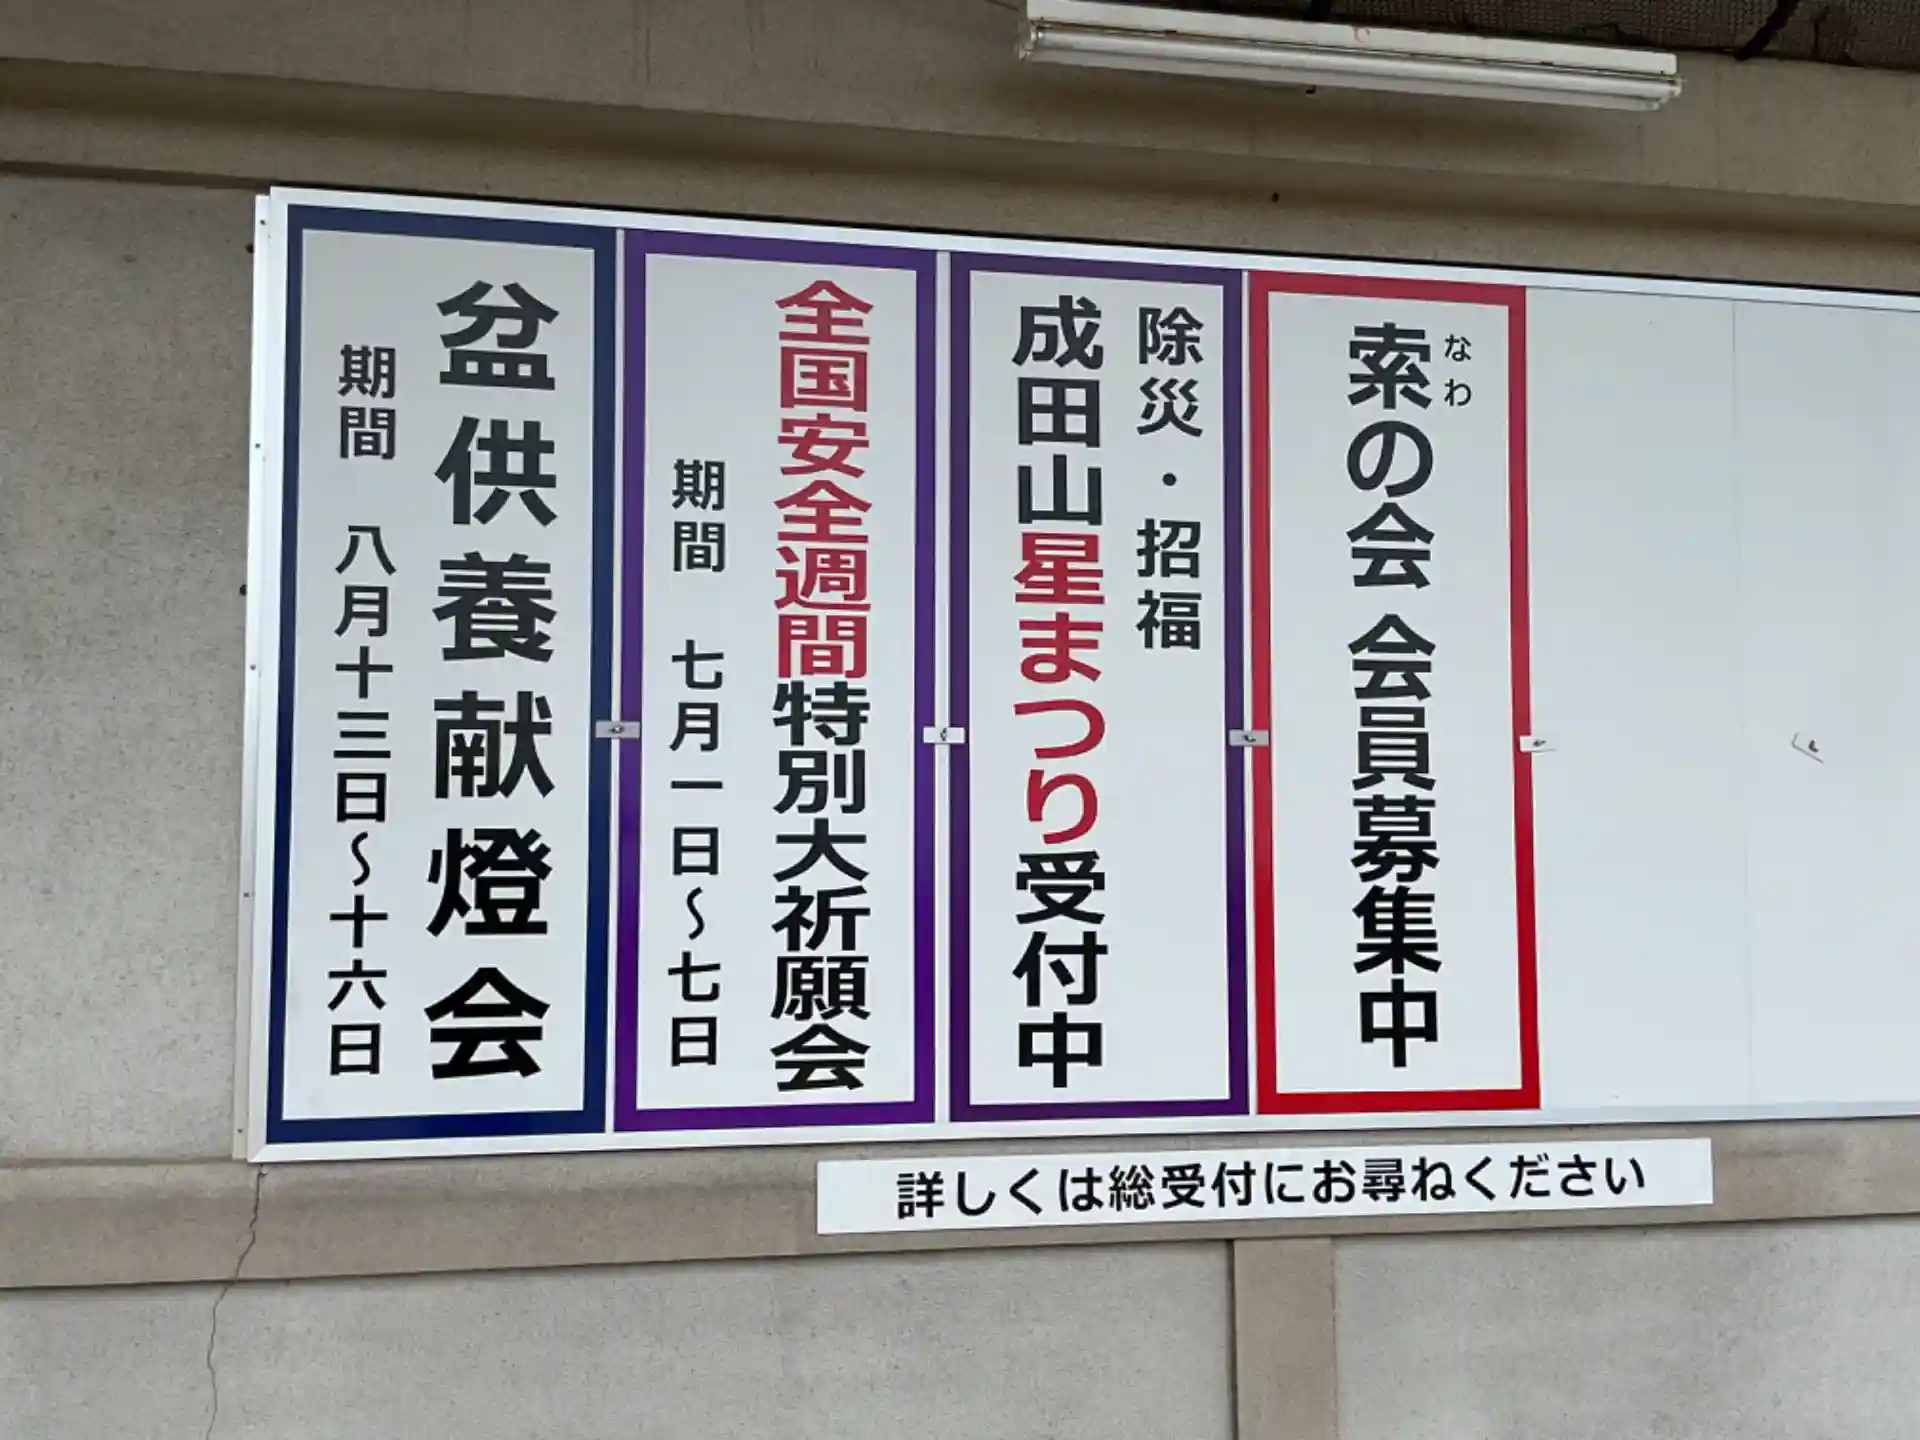 索の会 会員募集中
なわ
除災・招福
成田山星まつり受付中
全国安全週間特別大祈願会
期間 七月一日～七日
盆供養献燈会
期間 八月十三日～十六日
詳しくは総受付にお尋ねください